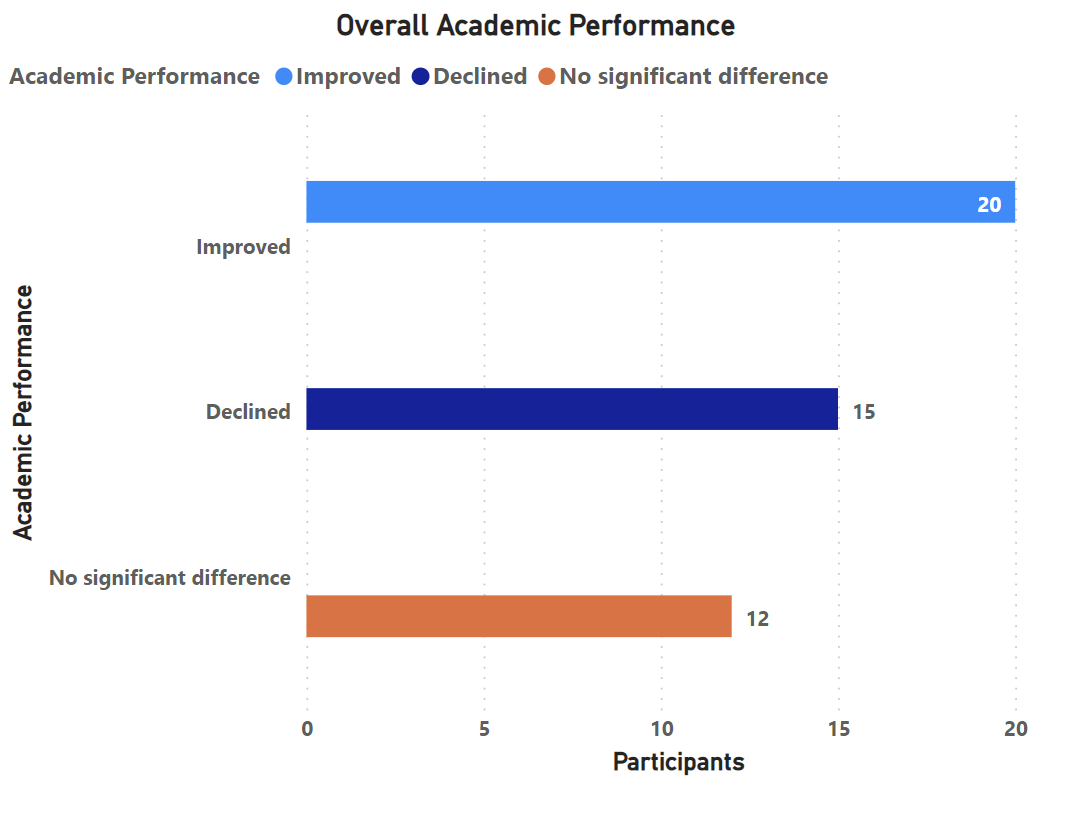 Overall Academic Performance
Academic Performance Improved Declined No significant difference
20
Improved
Declined
15
Academic Performance
No significant difference
12
0 5 10 15 20
Participants